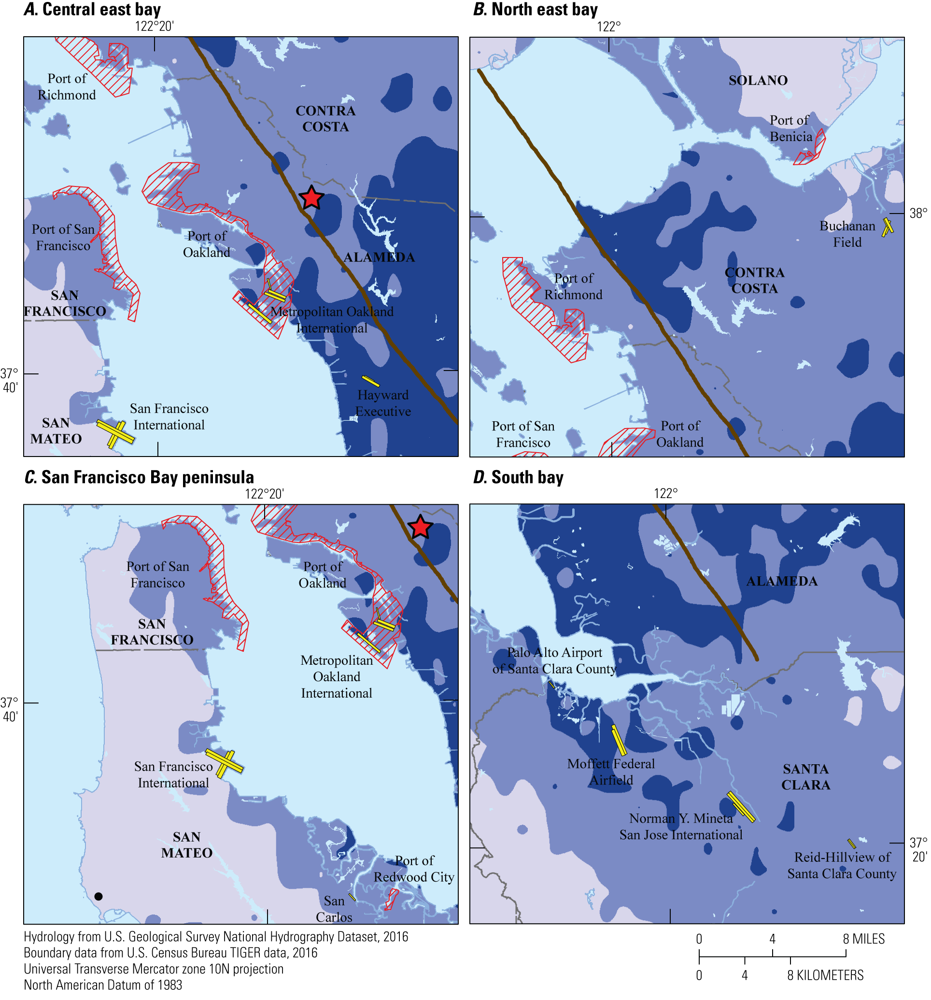 A. Central east bay
122°20'
Port of
Richmond
CONTRA
COSTA
Port of San
Francisco
Port of
Oakland
ALAMEDA
SAN
FRANCISCO
Metropolitan Oakland
International
37°
40'
Hayward
Executive
San Francisco
International
SAN
MATEO
B. North east bay
122°
SOLANO
Port of
Benicia
38°
Buchanan
Field
CONTRA
COSTA
Port of
Richmond
Port of San
Francisco
Port of
Oakland
C. San Francisco Bay peninsula
122°20'
Port of San
Francisco
Port of
Oakland
SAN
FRANCISCO
Metropolitan
Oakland
International
37°
40'
San Francisco
International
SAN
MATEO
Port of
Redwood City
San
Carlos
D. South bay
122°
ALAMEDA
Palo Alto Airport
of Santa Clara County
Moffett Federal
Airfield
SANTA
CLARA
Norman Y. Mineta
San Jose International
37°
20'
Reid-Hillview of
Santa Clara County
Hydrology from U.S. Geological Survey National Hydrography Dataset, 2016
Boundary data from U.S. Census Bureau TIGER data, 2016
Universal Transverse Mercator zone 10N projection
North American Datum of 1983
0 4 8 MILES
0 4 8 KILOMETERS